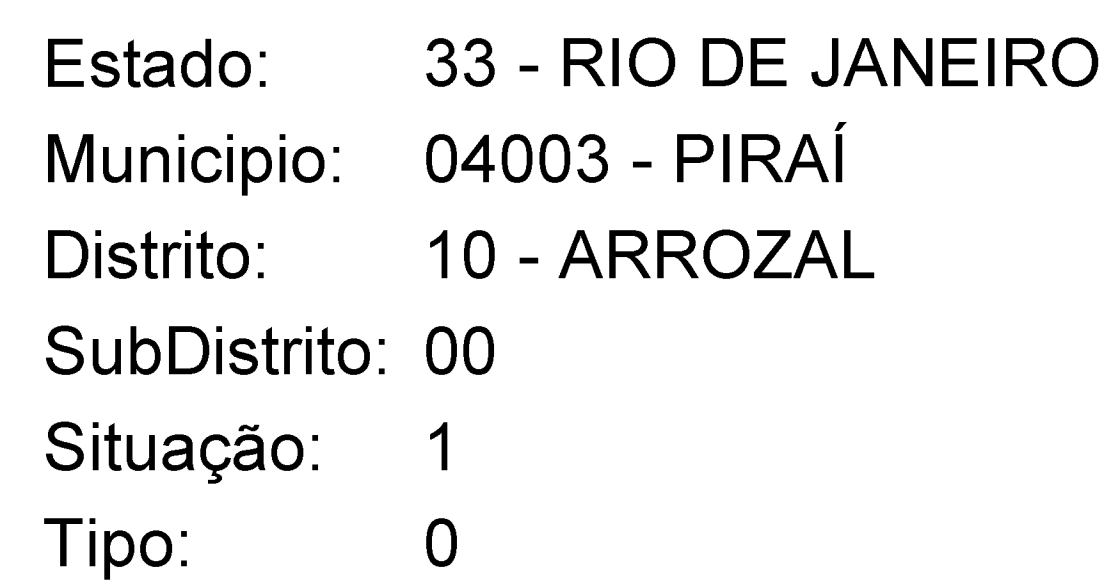 Estado: 33 - RIO DE JANEIRO
Municipio: 04003 - PIRAÍ
Distrito: 10 - ARROZAL
SubDistrito: 00
Situação: 1
Tipo: 0